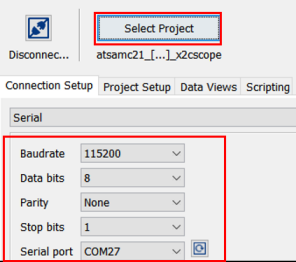 Select Project
Disconnec... atsamc21_[...]_x2cscope
Connection Setup Project Setup Data Views Scripting
Serial
Baudrate 115200
Data bits 8
Parity None
Stop bits 1
Serial port COM27